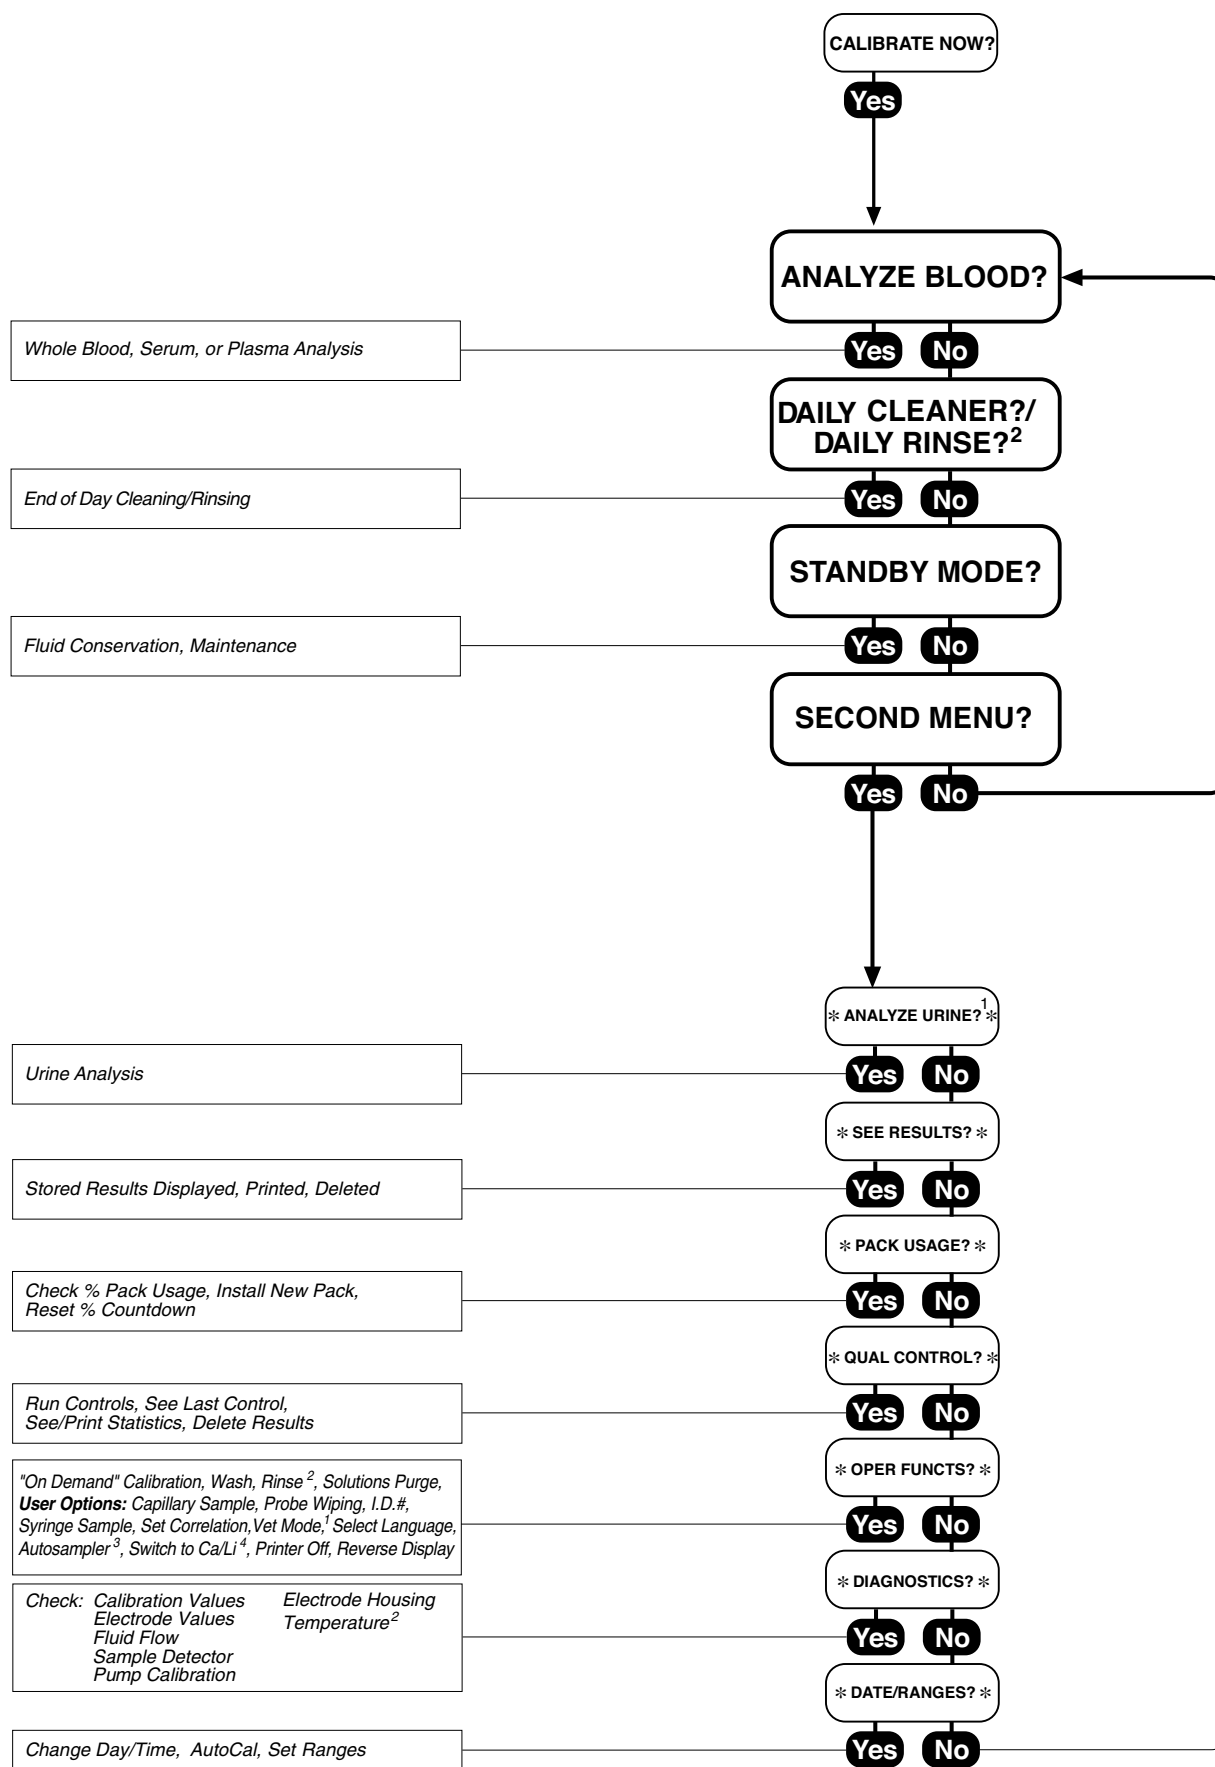 CALIBRATE NOW?
Yes
ANALYZE BLOOD?
Whole Blood, Serum, or Plasma Analysis
Yes No
DAILY CLEANER?/
DAILY RINSE?2
End of Day Cleaning/Rinsing
Yes No
STANDBY MODE?
Fluid Conservation, Maintenance
Yes No
SECOND MENU?
Yes No
* ANALYZE URINE?1 *
Urine Analysis
Yes No
* SEE RESULTS? *
Stored Results Displayed, Printed, Deleted
Yes No
* PACK USAGE? *
Check % Pack Usage, Install New Pack,
Reset % Countdown
Yes No
* QUAL CONTROL? *
Run Controls, See Last Control,
See/Print Statistics, Delete Results
Yes No
* OPER FUNCTS? *
"On Demand" Calibration, Wash, Rinse 2, Solutions Purge,
User Options: Capillary Sample, Probe Wiping, I.D.#,
Syringe Sample, Set Correlation,Vet Mode,1 Select Language,
Autosampler 3, Switch to Ca/Li 4, Printer Off, Reverse Display
Yes No
* DIAGNOSTICS? *
Check: Calibration Values
Electrode Values
Fluid Flow
Sample Detector
Pump Calibration
Electrode Housing
Temperature2
Yes No
* DATE/RANGES? *
Change Day/Time, AutoCal, Set Ranges
Yes No